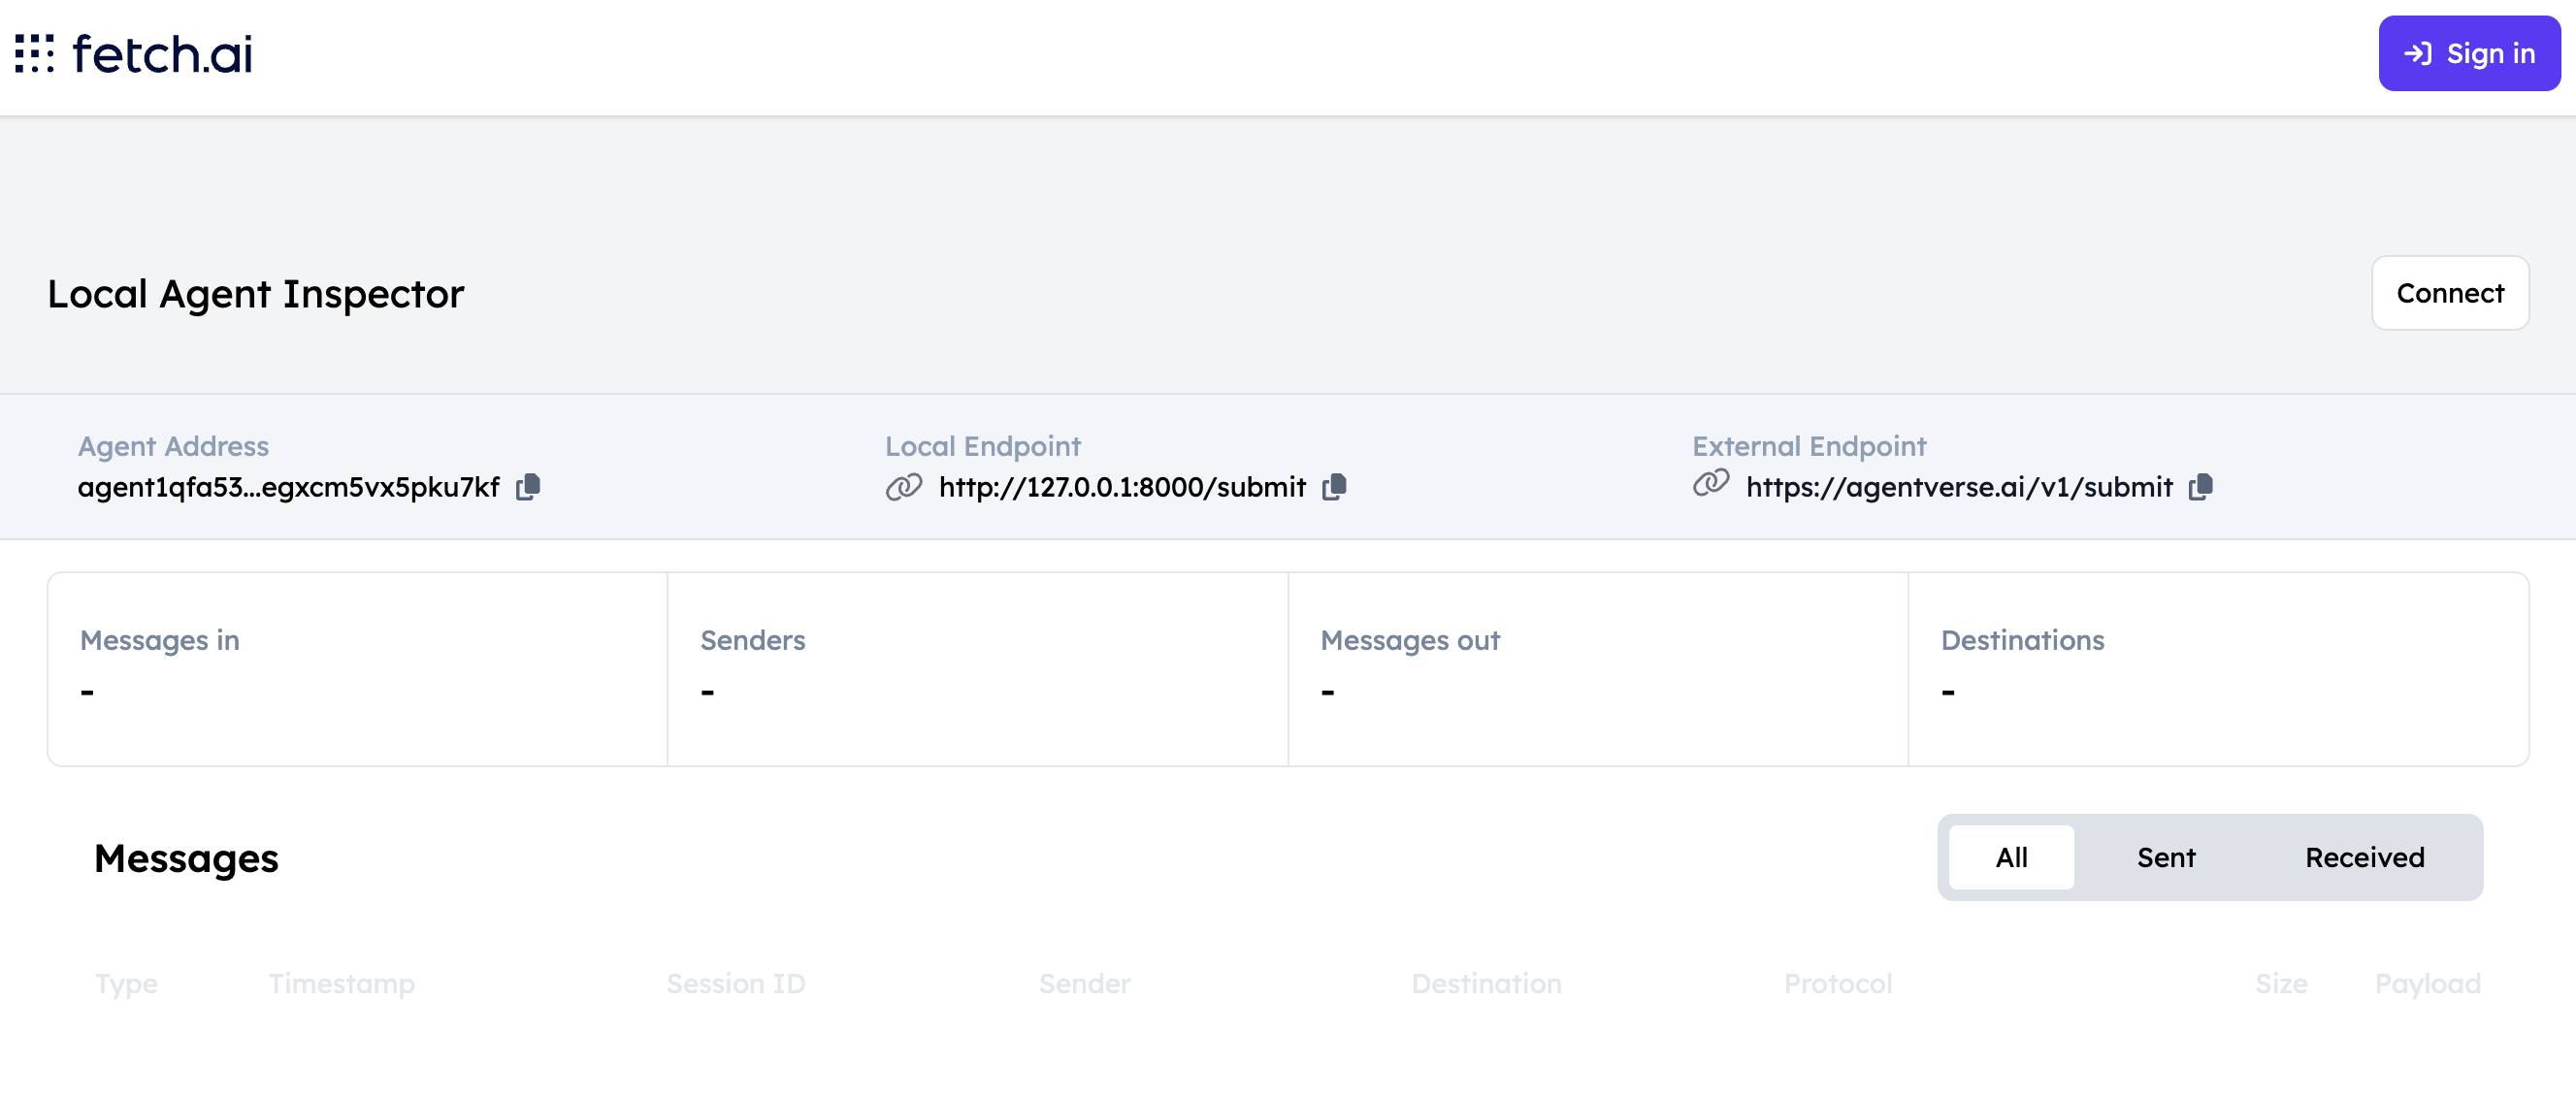 fetch.ai
Sign in
Local Agent Inspector
Connect
Agent Address
agent1qfa53...egxcm5vx5pku7kf
Local Endpoint
http://127.0.0.1:8000/submit
External Endpoint
https://agentverse.ai/v1/submit
Messages in
-
Senders
-
Messages out
-
Destinations
-
Messages
All Sent Received
Type Timestamp Session ID Sender Destination Protocol Size Payload